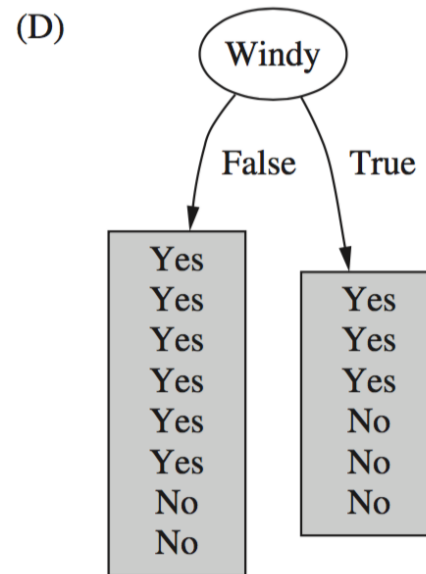 (D)
Windy
False True
Yes
Yes
Yes
Yes
Yes
Yes
No
No
Yes
Yes
Yes
No
No
No